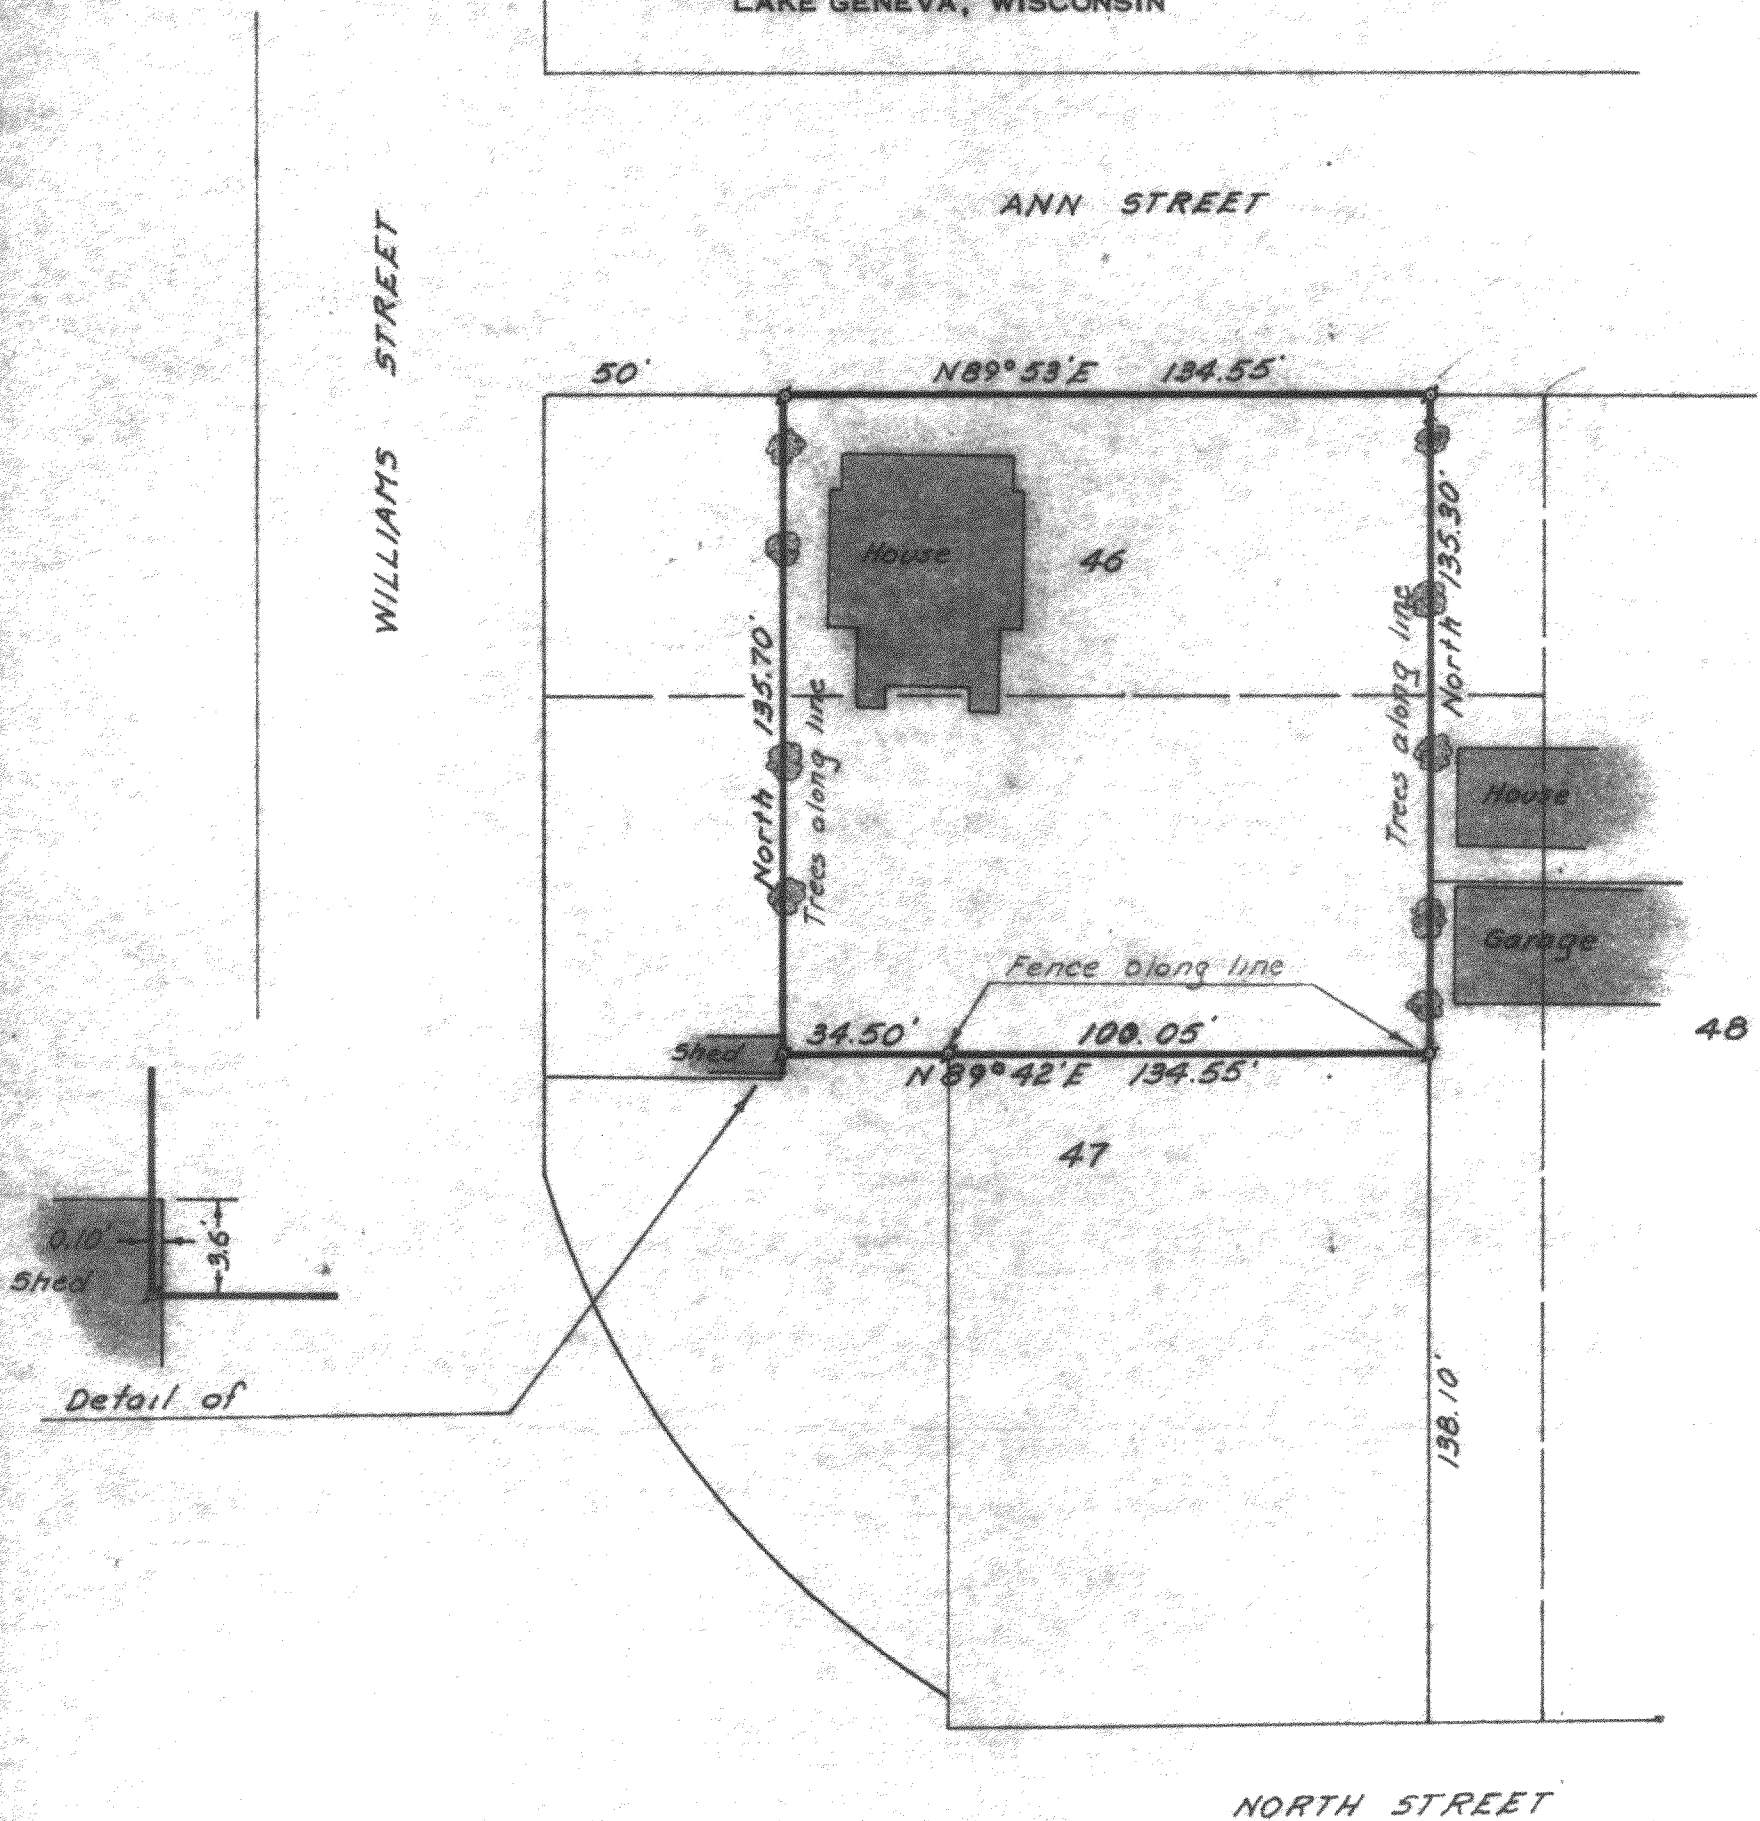 LAKE GENEVA, WISCONSIN
ANN STREET
WILLIAMS STREET
50'
N89°53'E 134.55'
House
46
North 135.30'
Trees along line
North 135.70'
Trees along line
House
Garage
48
Fence along line
34.50'
100.05'
Shed
N 89°42'E 134.55'
47
0.10'
3.6'
Shed
Detail of
138.10'
NORTH STREET